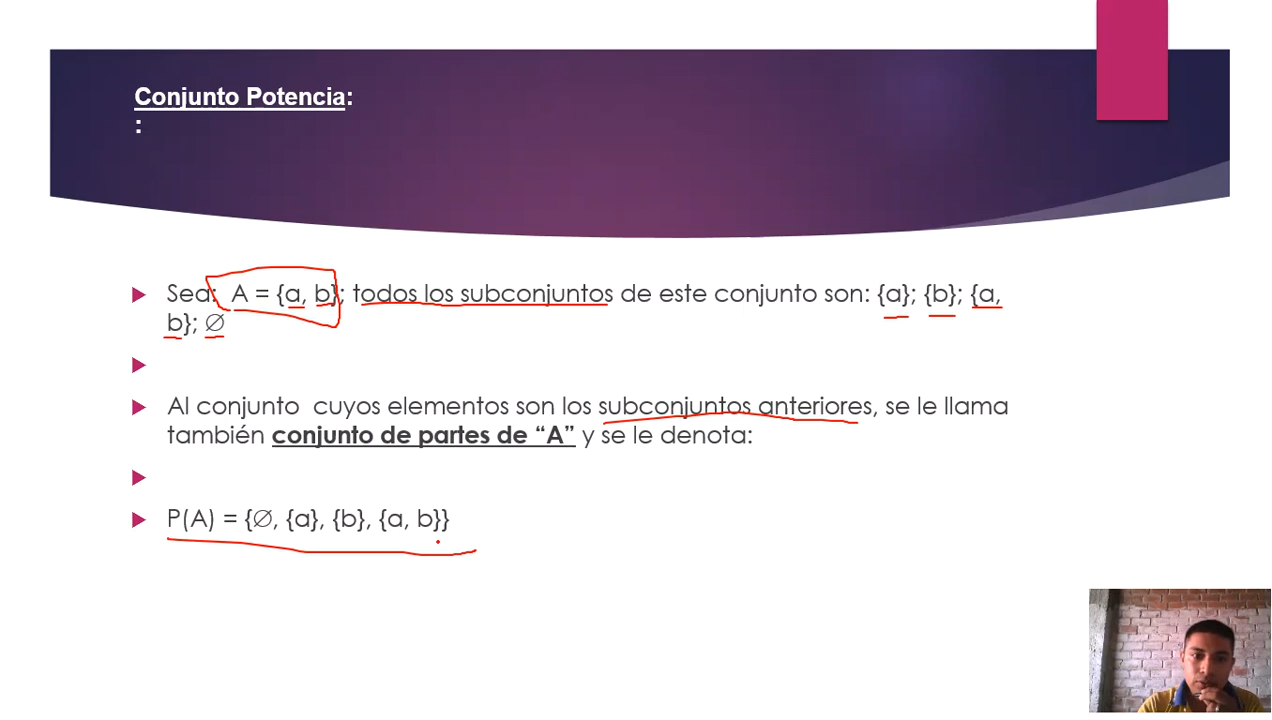 Conjunto Potencia:
:
Sea: A = {a, b}; todos los subconjuntos de este conjunto son: {a}; {b}; {a,
b}; ∅
Al conjunto cuyos elementos son los subconjuntos anteriores, se le llama
también conjunto de partes de “A” y se le denota:
P(A) = {∅, {a}, {b}, {a, b}}